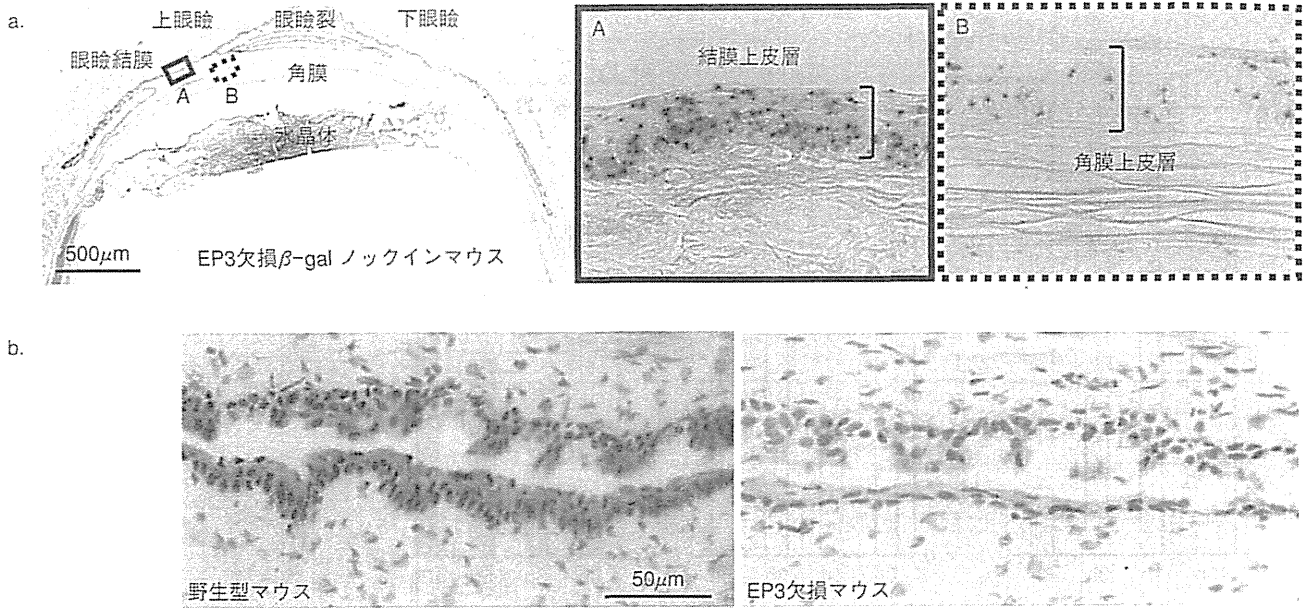 a.
上眼瞼
眼瞼裂
下眼瞼
眼瞼結膜
角膜
A
B
水晶体
500μm
EP3欠損β-gal ノックインマウス
A
結膜上皮層
B
角膜上皮層
b.
野生型マウス
50μm
EP3欠損マウス